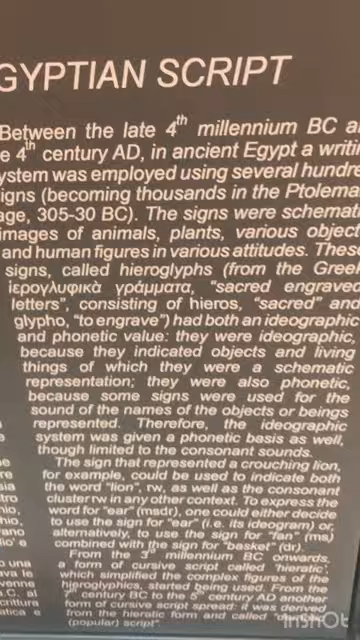 GYPTIAN SCRIPT
Between the late 4th millennium BC a
e 4th century AD, in ancient Egypt a writi
ystem was employed using several hundre
igns (becoming thousands in the Ptolema
age, 305-30 BC). The signs were schemat
images of animals, plants, various object
and human figures in various attitudes. Thes
signs, called hieroglyphs (from the Gree
ἱερογλυφικὰ γράμματα, "sacred engraved
letters", consisting of hieros, "sacred" and
glypho, "to engrave") had both an ideographic
and phonetic value: they were ideographic,
because they indicated objects and living
things of which they were a schematic
representation; they were also phonetic,
because some signs were used for the
sound of the names of the objects or beings
represented. Therefore, the ideographic
system was given a phonetic basis as well,
though limited to the consonant sounds.
The sign that represented a crouching lion,
for example, could be used to indicate both
the word "lion", rw, as well as the consonant
cluster rw in any other context. To express the
word for "ear" (msdr), one could either decide
to use the sign for "ear" (i.e. its ideogram) or,
alternatively, to use the sign for "fan" (ms)
combined with the sign for "basket" (dr).
From the 3rd millennium BC onwards,
a form of cursive script called 'hieratic',
which simplified the complex figures of the
hieroglyphics, started being used. From the
7th century BC to the 5th century AD another
form of cursive script spread: it was derived
from the hieratic form and called
(popular) script".
InShot